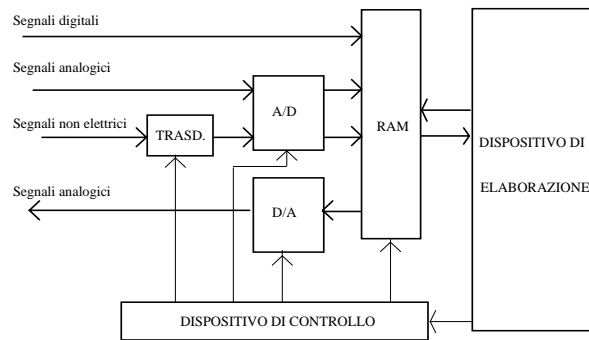 Segnali digitali
Segnali analogici
A/D
Segnali non elettrici
TRASD.
RAM
DISPOSITIVO DI
ELABORAZIONE
Segnali analogici
D/A
DISPOSITIVO DI CONTROLLO